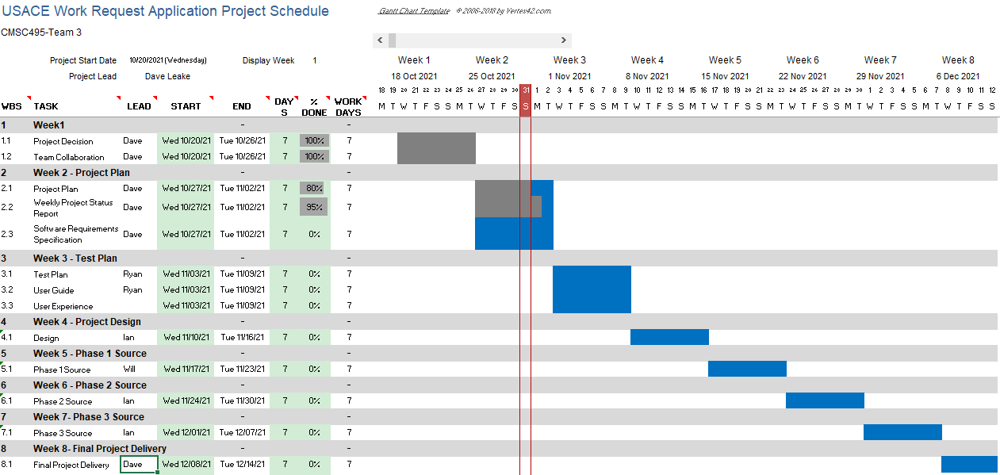 USACE Work Request Application Project Schedule Gantt Chart Template © 2006-2018 by Vertex42.com.
CMSC495-Team 3
Project Start Date 10/20/2021 (Wednesday) Display Week 1 Week 1 Week 2 Week 3 Week 4 Week 5 Week 6 Week 7 Week 8
Project Lead Dave Leake 18 Oct 2021 25 Oct 2021 1 Nov 2021 8 Nov 2021 15 Nov 2021 22 Nov 2021 29 Nov 2021 6 Dec 2021
18 19 20 21 22 23 24 25 26 27 28 29 30 31 1 2 3 4 5 6 7 8 9 10 11 12 13 14 15 16 17 18 19 20 21 22 23 24 25 26 27 28 29 30 1 2 3 4 5 6 7 8 9 10 11 12
WBS TASK LEAD START END DAYS % DONE WORK DAYS M T W T F S S M T W T F S S M T W T F S S M T W T F S S M T W T F S S M T W T F S S M T W T F S S M T W T F S S
1 Week1 - -
1.1 Project Decision Dave Wed 10/20/21 Tue 10/26/21 7 100% 7
1.2 Team Collaboration Dave Wed 10/20/21 Tue 10/26/21 7 100% 7
2 Week 2 - Project Plan - -
2.1 Project Plan Dave Wed 10/27/21 Tue 11/02/21 7 80% 7
2.2 Weekly Project Status Report Dave Wed 10/27/21 Tue 11/02/21 7 95% 7
2.3 Software Requirements Specification Dave Wed 10/27/21 Tue 11/02/21 7 0% 7
3 Week 3 - Test Plan - -
3.1 Test Plan Ryan Wed 11/03/21 Tue 11/09/21 7 0% 7
3.2 User Guide Ryan Wed 11/03/21 Tue 11/09/21 7 0% 7
3.3 User Experience Wed 11/03/21 Tue 11/09/21 7 0% 7
4 Week 4 - Project Design - -
4.1 Design Ian Wed 11/10/21 Tue 11/16/21 7 0% 7
5 Week 5 - Phase 1 Source - -
5.1 Phase 1 Source Will Wed 11/17/21 Tue 11/23/21 7 0% 7
6 Week 6 - Phase 2 Source - -
6.1 Phase 2 Source Ian Wed 11/24/21 Tue 11/30/21 7 0% 7
7 Week 7- Phase 3 Source - -
7.1 Phase 3 Source Ian Wed 12/01/21 Tue 12/07/21 7 0% 7
8 Week 8- Final Project Delivery - -
8.1 Final Project Delivery Dave Wed 12/08/21 Tue 12/14/21 7 0% 7